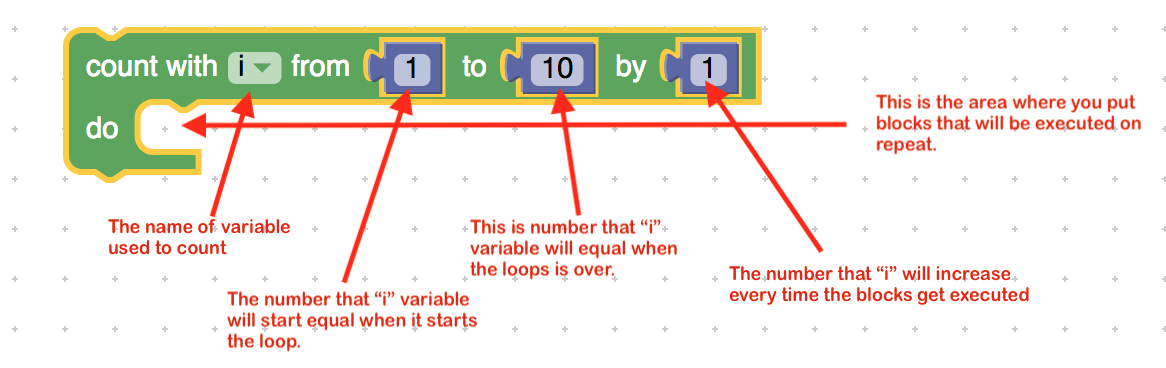 count with i from 1 to 10 by 1
do
This is the area where you put
blocks that will be executed on
repeat.
The name of variable
used to count
This is number that “i”
variable will equal when
the loops is over.
The number that “i” will increase
every time the blocks get executed
The number that “i” variable
will start equal when it starts
the loop.